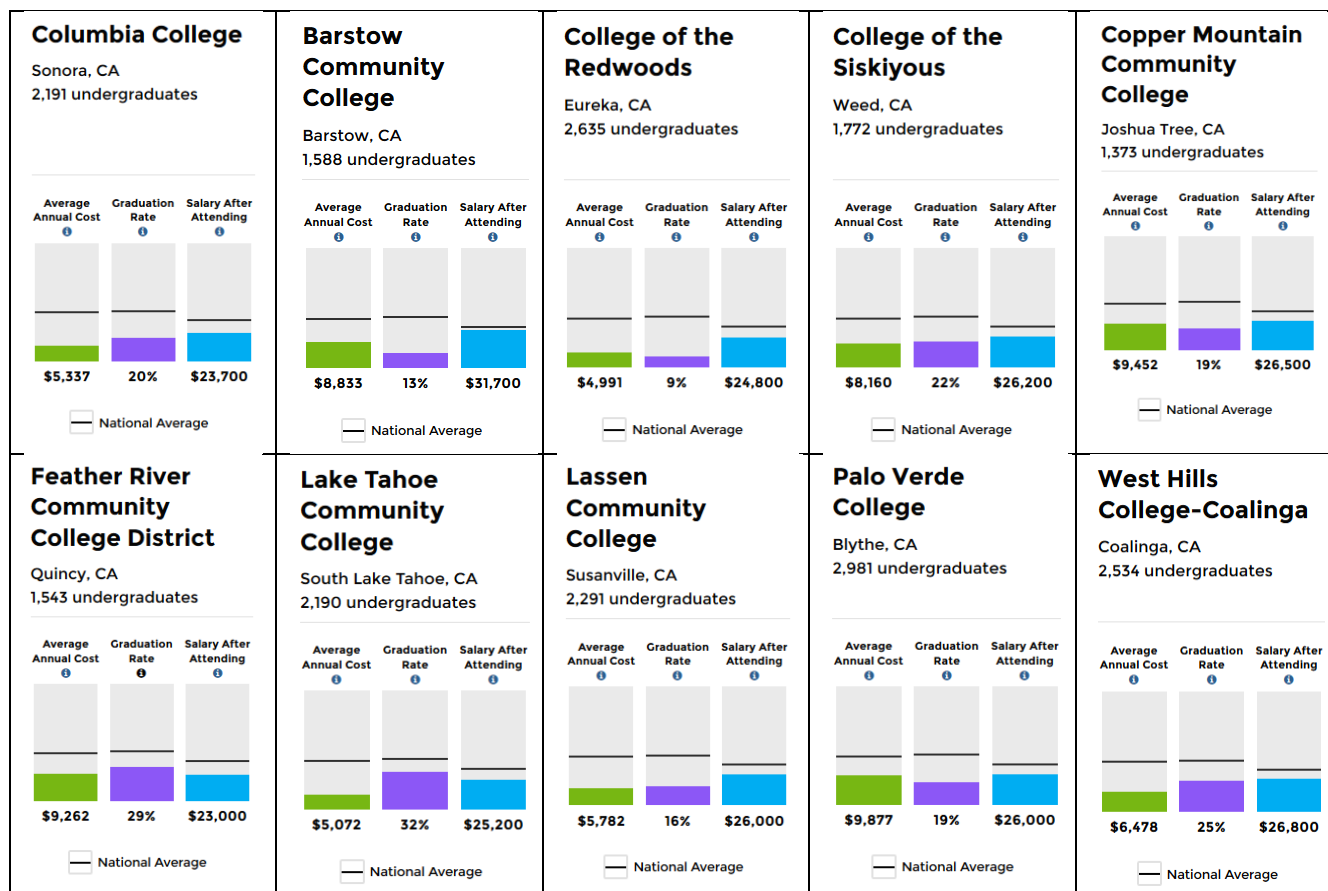 Columbia College
Sonora, CA
2,191 undergraduates
Average Annual Cost
Graduation Rate
Salary After Attending
$5,337
20%
$23,700
National Average
Barstow
Community
College
Barstow, CA
1,588 undergraduates
Average Annual Cost
Graduation Rate
Salary After Attending
$8,833
13%
$31,700
National Average
College of the
Redwoods
Eureka, CA
2,635 undergraduates
Average Annual Cost
Graduation Rate
Salary After Attending
$4,991
9%
$24,800
National Average
College of the
Siskiyous
Weed, CA
1,772 undergraduates
Average Annual Cost
Graduation Rate
Salary After Attending
$8,160
22%
$26,200
National Average
Copper Mountain
Community
College
Joshua Tree, CA
1,373 undergraduates
Average Annual Cost
Graduation Rate
Salary After Attending
$9,452
19%
$26,500
National Average
Feather River
Community
College District
Quincy, CA
1,543 undergraduates
Average Annual Cost
Graduation Rate
Salary After Attending
$9,262
29%
$23,000
National Average
Lake Tahoe
Community
College
South Lake Tahoe, CA
2,190 undergraduates
Average Annual Cost
Graduation Rate
Salary After Attending
$5,072
32%
$25,200
National Average
Lassen
Community
College
Susanville, CA
2,291 undergraduates
Average Annual Cost
Graduation Rate
Salary After Attending
$5,782
16%
$26,000
National Average
Palo Verde
College
Blythe, CA
2,981 undergraduates
Average Annual Cost
Graduation Rate
Salary After Attending
$9,877
19%
$26,000
National Average
West Hills
College-Coalinga
Coalinga, CA
2,534 undergraduates
Average Annual Cost
Graduation Rate
Salary After Attending
$6,478
25%
$26,800
National Average